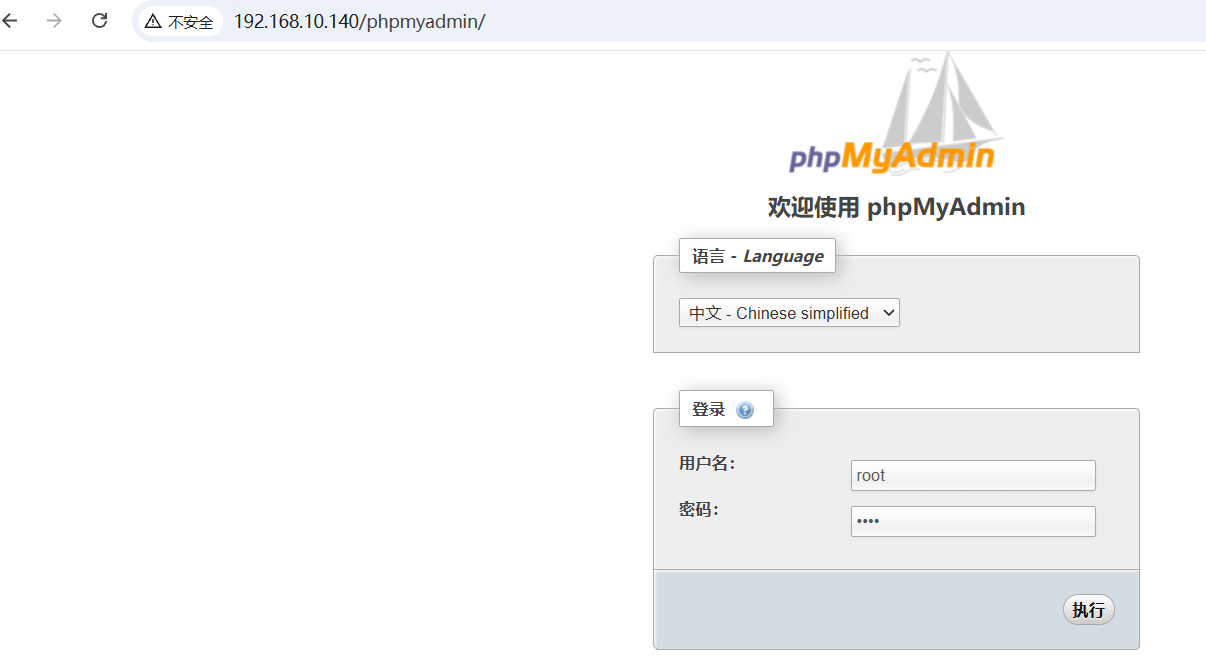 不安全 192.168.10.140/phpmyadmin/
phpMyAdmin
欢迎使用 phpMyAdmin
语言 - Language
中文 - Chinese simplified
登录
用户名：
root
密码：
••••
执行